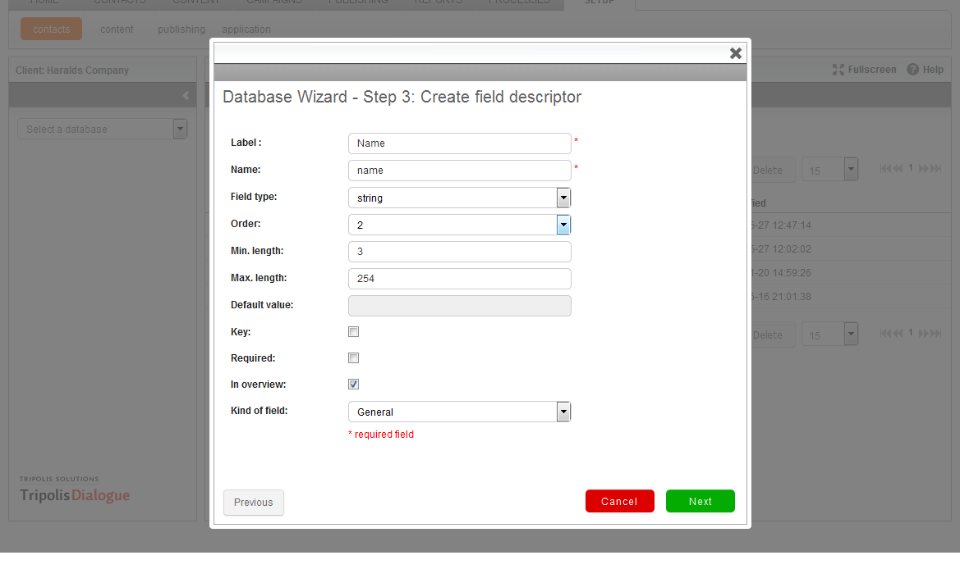 HOME CONTACTS CONTENT CAMPAIGNS PUBLISHING REPORTS PROCESSES SETUP
contacts content publishing application
Client: Haralds Company
Fullscreen Help
Database Wizard - Step 3: Create field descriptor
Select a database
Label : Name *
Name: name *
Delete 15 1
Field type: string
Order: 2
-27 12:47:14
Min. length: 3
-27 12:02:02
Max. length: 254
-20 14:59:26
Default value:
-16 21:01:38
Key:
Delete 15 1
Required:
In overview:
Kind of field: General
* required field
TRIPOLIS SOLUTIONS
TripolisDialogue
Previous Cancel Next